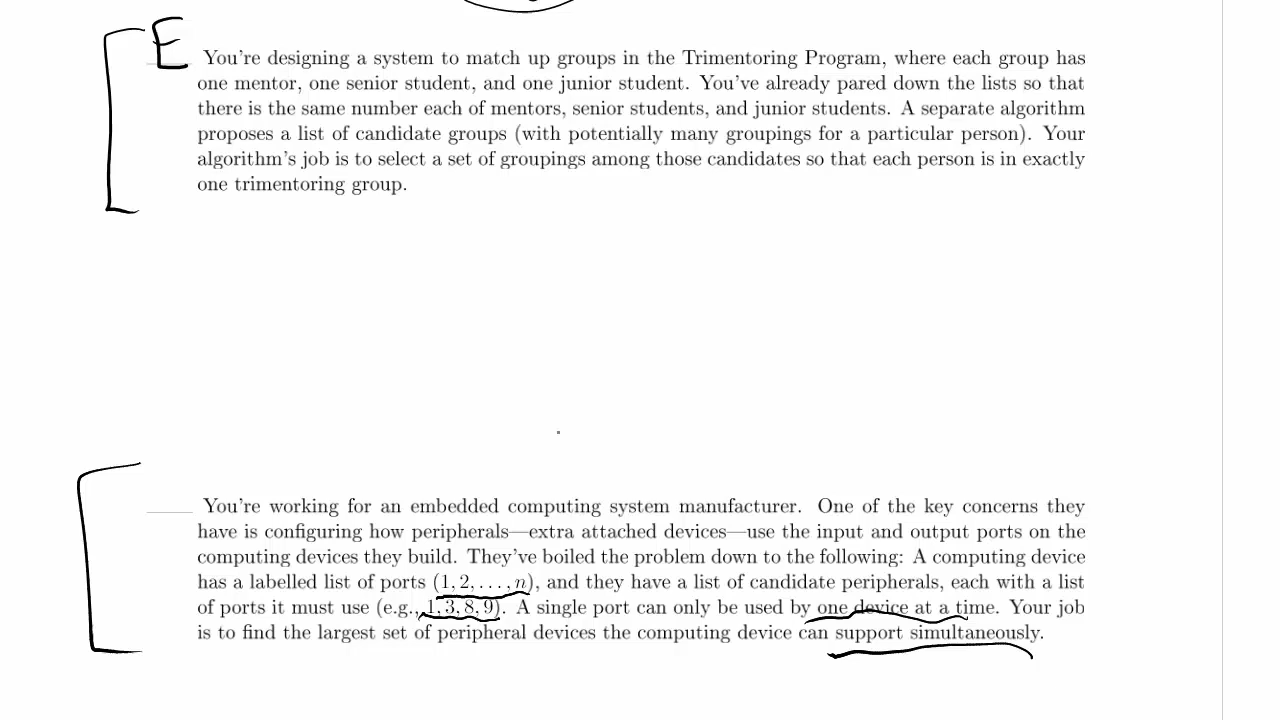 E
You're designing a system to match up groups in the Trimentoring Program, where each group has
one mentor, one senior student, and one junior student. You've already pared down the lists so that
there is the same number each of mentors, senior students, and junior students. A separate algorithm
proposes a list of candidate groups (with potentially many groupings for a particular person). Your
algorithm's job is to select a set of groupings among those candidates so that each person is in exactly
one trimentoring group.
You're working for an embedded computing system manufacturer. One of the key concerns they
have is configuring how peripherals—extra attached devices—use the input and output ports on the
computing devices they build. They've boiled the problem down to the following: A computing device
has a labelled list of ports (1, 2, . . . , n), and they have a list of candidate peripherals, each with a list
of ports it must use (e.g., 1, 3, 8, 9). A single port can only be used by one device at a time. Your job
is to find the largest set of peripheral devices the computing device can support simultaneously.